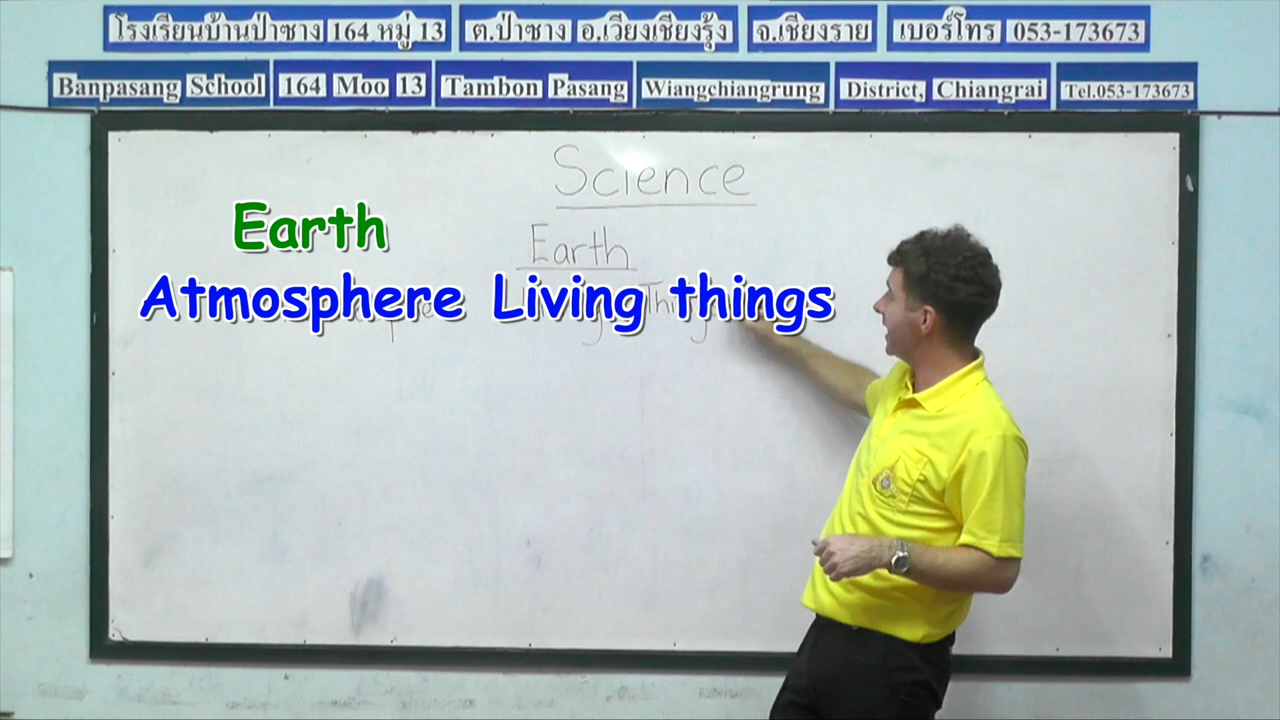 โรงเรียนบ้านป่าซาง 164 หมู่ 13 ต.ป่าซาง อ.เวียงเชียงรุ้ง จ.เชียงราย เบอร์โทร 053-173673
Banpasang School 164 Moo 13 Tambon Pasang Wiangchiangrung District, Chiangrai Tel.053-173673
Science
Earth
Earth
Atmosphere Living things